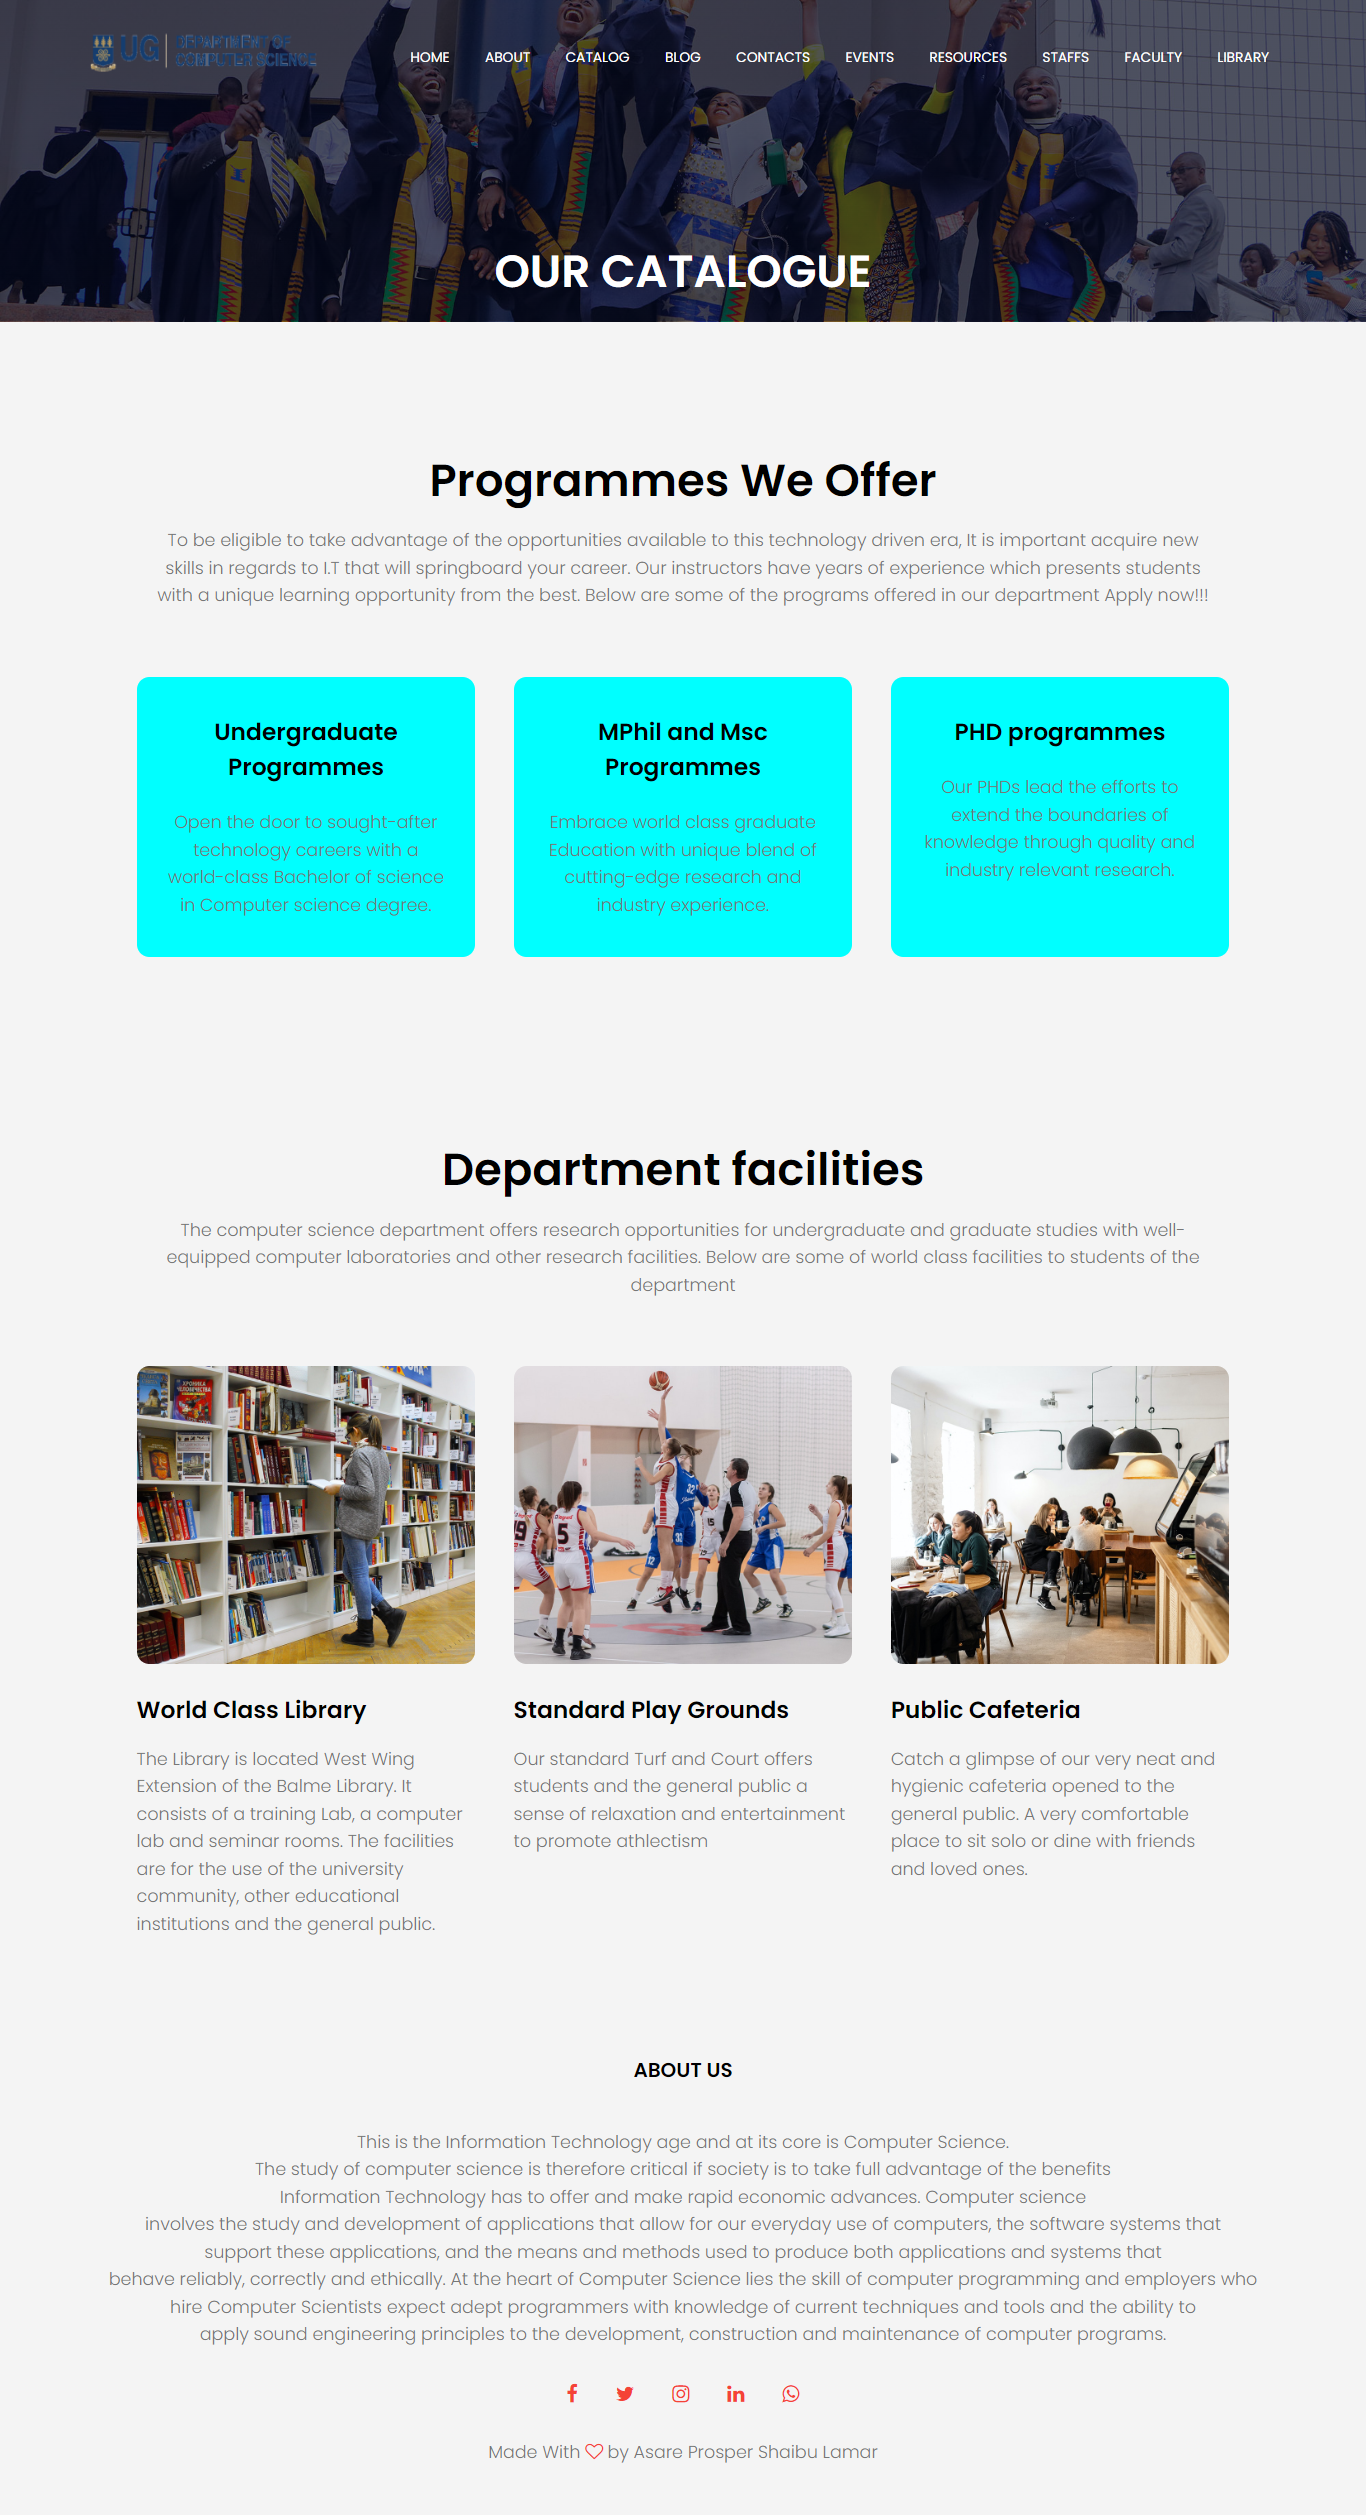 UG DEPARTMENT OF
COMPUTER SCIENCE
HOME ABOUT CATALOG BLOG CONTACTS EVENTS RESOURCES STAFFS FACULTY LIBRARY
OUR CATALOGUE
Programmes We Offer
To be eligible to take advantage of the opportunities available to this technology driven era, It is important acquire new
skills in regards to I.T that will springboard your career. Our instructors have years of experience which presents students
with a unique learning opportunity from the best. Below are some of the programs offered in our department Apply now!!!
Undergraduate
Programmes
Open the door to sought-after
technology careers with a
world-class Bachelor of science
in Computer science degree.
MPhil and Msc
Programmes
Embrace world class graduate
Education with unique blend of
cutting-edge research and
industry experience.
PHD programmes
Our PHDs lead the efforts to
extend the boundaries of
knowledge through quality and
industry relevant research.
Department facilities
The computer science department offers research opportunities for undergraduate and graduate studies with well-
equipped computer laboratories and other research facilities. Below are some of world class facilities to students of the
department
World Class Library
The Library is located West Wing
Extension of the Balme Library. It
consists of a training Lab, a computer
lab and seminar rooms. The facilities
are for the use of the university
community, other educational
institutions and the general public.
Standard Play Grounds
Our standard Turf and Court offers
students and the general public a
sense of relaxation and entertainment
to promote athlectism
Public Cafeteria
Catch a glimpse of our very neat and
hygienic cafeteria opened to the
general public. A very comfortable
place to sit solo or dine with friends
and loved ones.
ABOUT US
This is the Information Technology age and at its core is Computer Science.
The study of computer science is therefore critical if society is to take full advantage of the benefits
Information Technology has to offer and make rapid economic advances. Computer science
involves the study and development of applications that allow for our everyday use of computers, the software systems that
support these applications, and the means and methods used to produce both applications and systems that
behave reliably, correctly and ethically. At the heart of Computer Science lies the skill of computer programming and employers who
hire Computer Scientists expect adept programmers with knowledge of current techniques and tools and the ability to
apply sound engineering principles to the development, construction and maintenance of computer programs.
Made With by Asare Prosper Shaibu Lamar